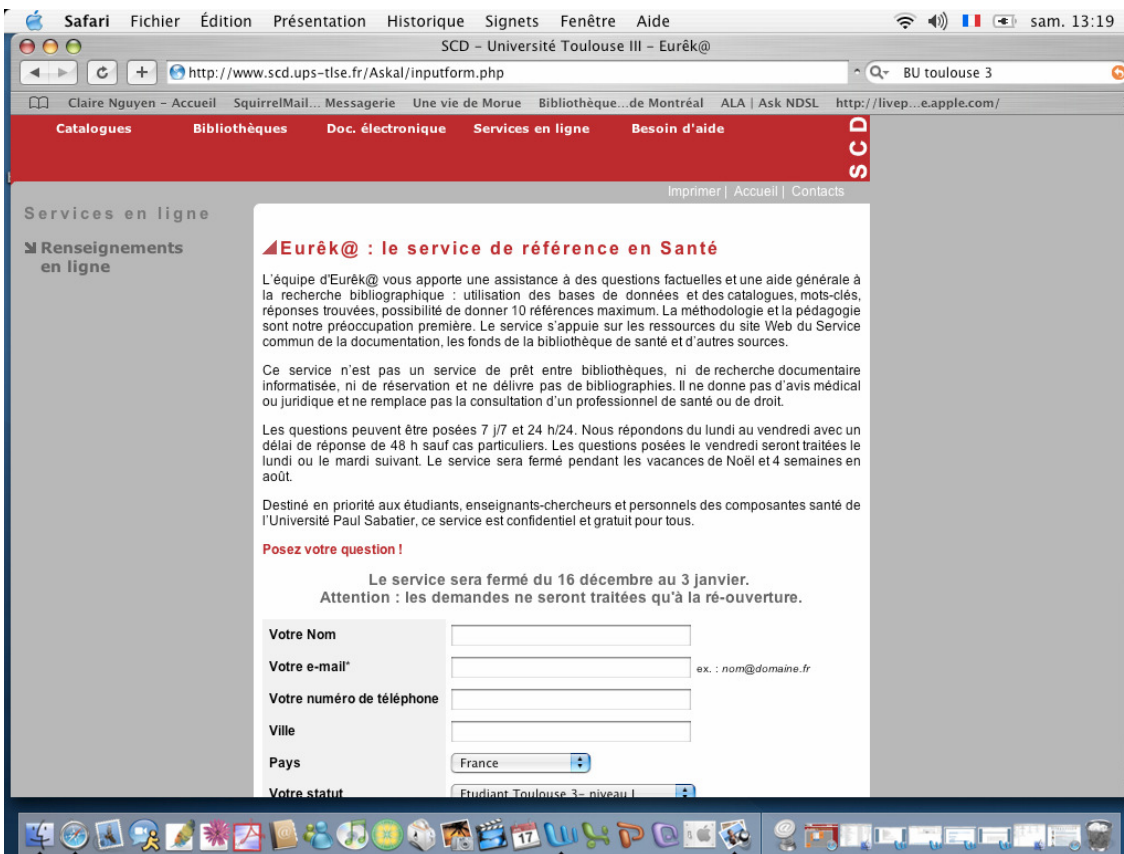 Safari Fichier Édition Présentation Historique Signets Fenêtre Aide sam. 13:19
SCD – Université Toulouse III – Eurêk@
http://www.scd.ups-tlse.fr/Askal/inputform.php BU toulouse 3
Claire Nguyen – Accueil SquirrelMail... Messagerie Une vie de Morue Bibliothèque...de Montréal ALA | Ask NDSL http://livep...e.apple.com/
Catalogues Bibliothèques Doc. électronique Services en ligne Besoin d'aide
SCD
Imprimer | Accueil | Contacts
Services en ligne
Renseignements
en ligne
Eurêk@ : le service de référence en Santé
L'équipe d'Eurêk@ vous apporte une assistance à des questions factuelles et une aide générale à
la recherche bibliographique : utilisation des bases de données et des catalogues, mots-clés,
réponses trouvées, possibilité de donner 10 références maximum. La méthodologie et la pédagogie
sont notre préoccupation première. Le service s'appuie sur les ressources du site Web du Service
commun de la documentation, les fonds de la bibliothèque de santé et d'autres sources.
Ce service n'est pas un service de prêt entre bibliothèques, ni de recherche documentaire
informatisée, ni de réservation et ne délivre pas de bibliographies. Il ne donne pas d'avis médical
ou juridique et ne remplace pas la consultation d'un professionnel de santé ou de droit.
Les questions peuvent être posées 7 j/7 et 24 h/24. Nous répondons du lundi au vendredi avec un
délai de réponse de 48 h sauf cas particuliers. Les questions posées le vendredi seront traitées le
lundi ou le mardi suivant. Le service sera fermé pendant les vacances de Noël et 4 semaines en
août.
Destiné en priorité aux étudiants, enseignants-chercheurs et personnels des composantes santé de
l'Université Paul Sabatier, ce service est confidentiel et gratuit pour tous.
Posez votre question !
Le service sera fermé du 16 décembre au 3 janvier.
Attention : les demandes ne seront traitées qu'à la ré-ouverture.
Votre Nom
Votre e-mail* ex. : nom@domaine.fr
Votre numéro de téléphone
Ville
Pays France
Votre statut Etudiant Toulouse 3- niveau L
17